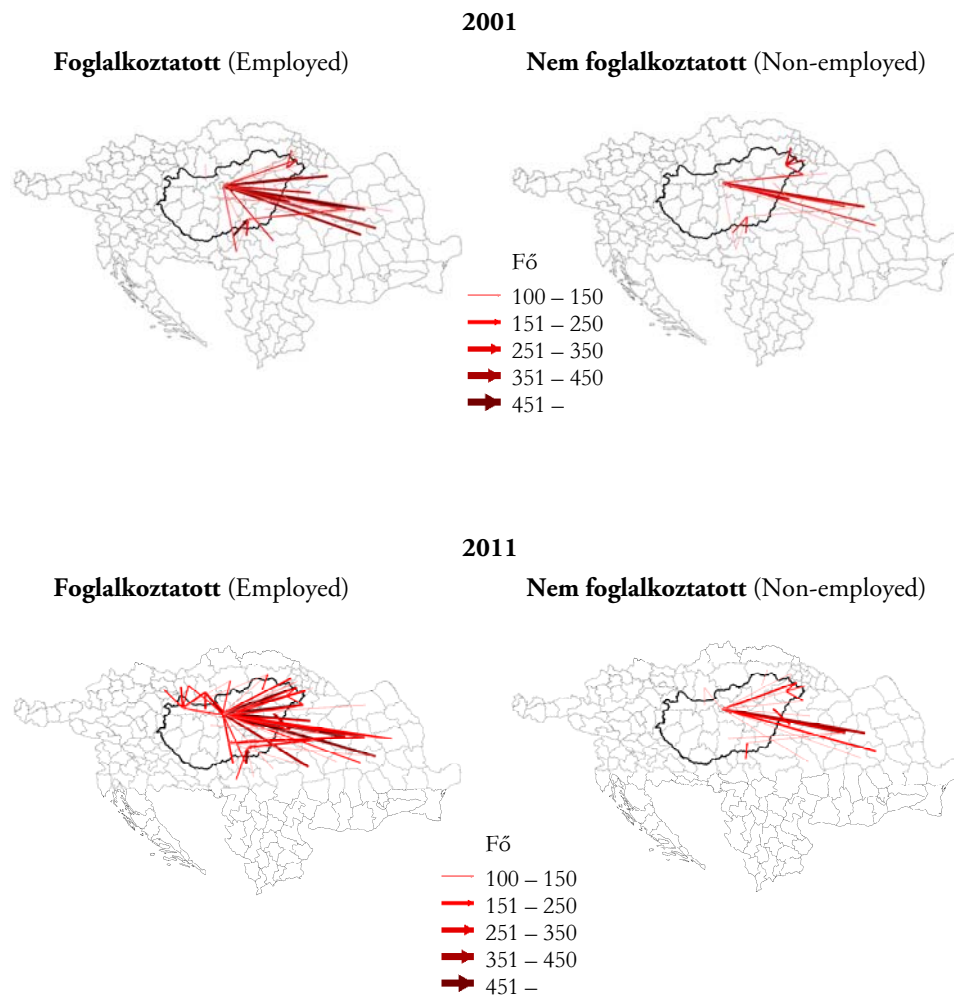 2001
Foglalkoztatott (Employed)
Nem foglalkoztatott (Non-employed)
Fő
100 – 150
151 – 250
251 – 350
351 – 450
451 –
2011
Foglalkoztatott (Employed)
Nem foglalkoztatott (Non-employed)
Fő
100 – 150
151 – 250
251 – 350
351 – 450
451 –